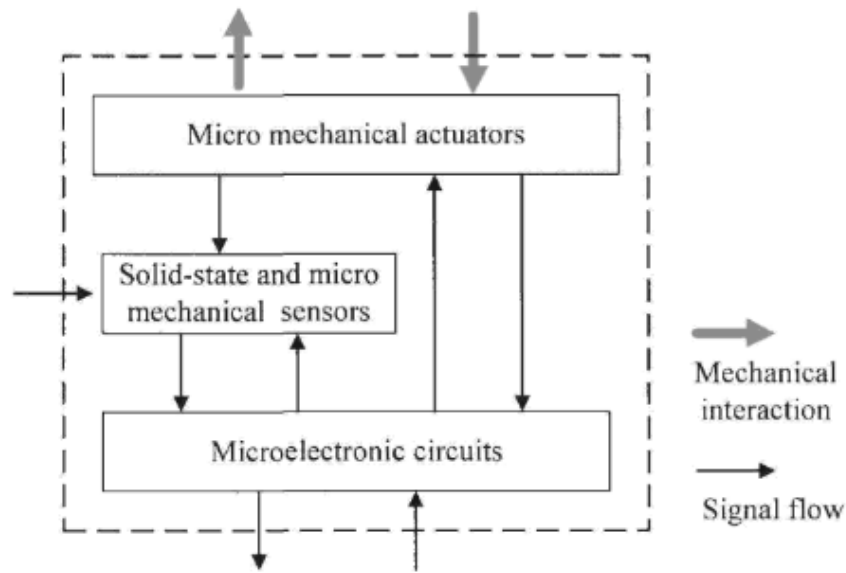 Micro mechanical actuators
Solid-state and micro
mechanical sensors
Microelectronic circuits
Mechanical
interaction
Signal flow